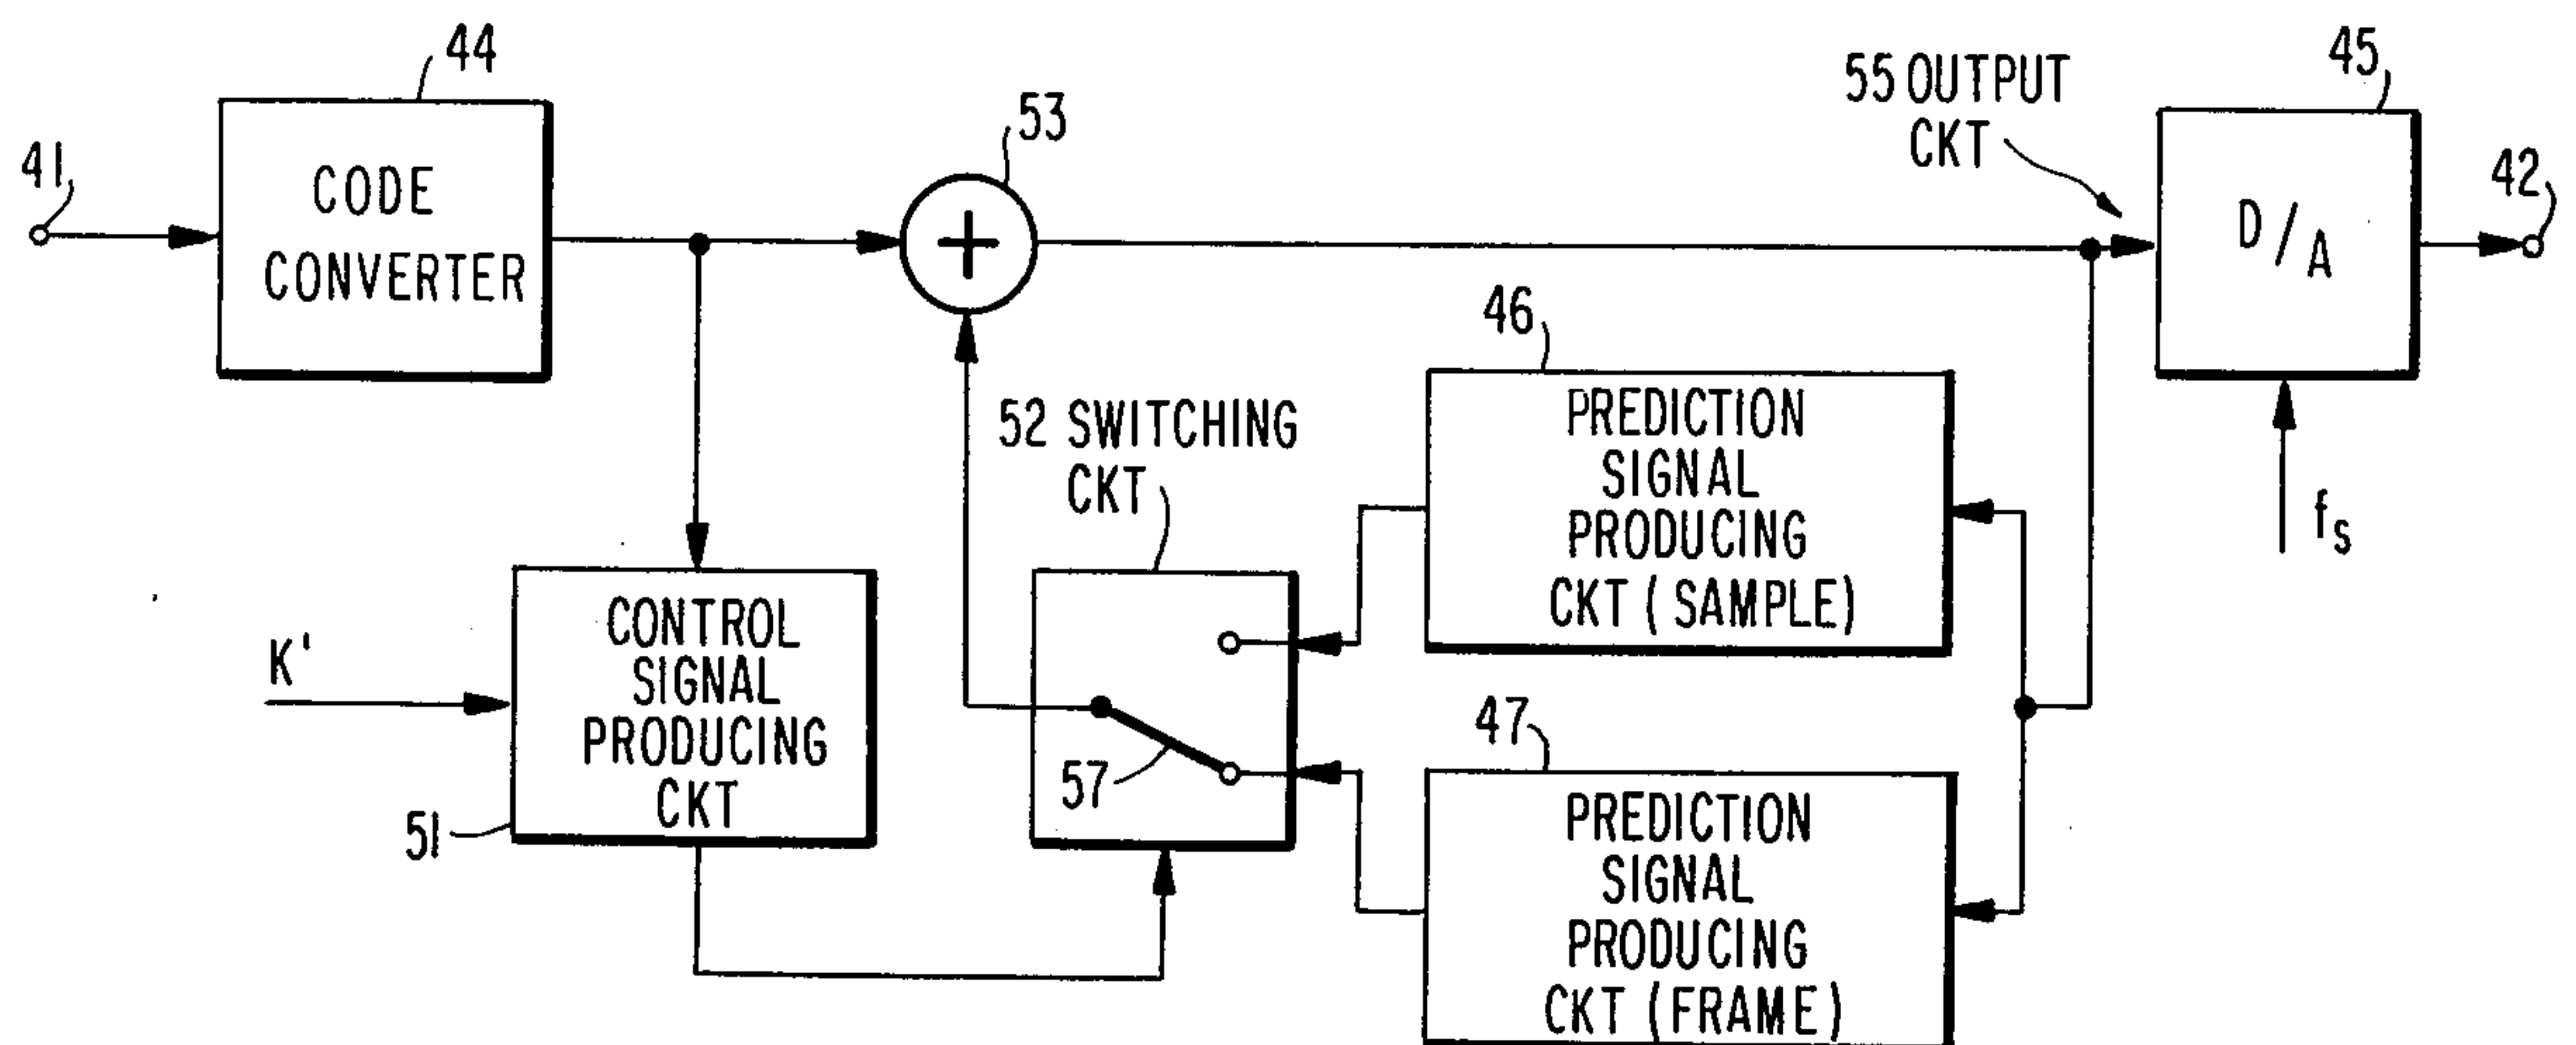 44
41
CODE
CONVERTER
53
55 OUTPUT
CKT
45
D/A
42
46
PREDICTION
SIGNAL
PRODUCING
CKT (SAMPLE)
fs
52 SWITCHING
CKT
57
K'
CONTROL
SIGNAL
PRODUCING
CKT
51
47
PREDICTION
SIGNAL
PRODUCING
CKT (FRAME)